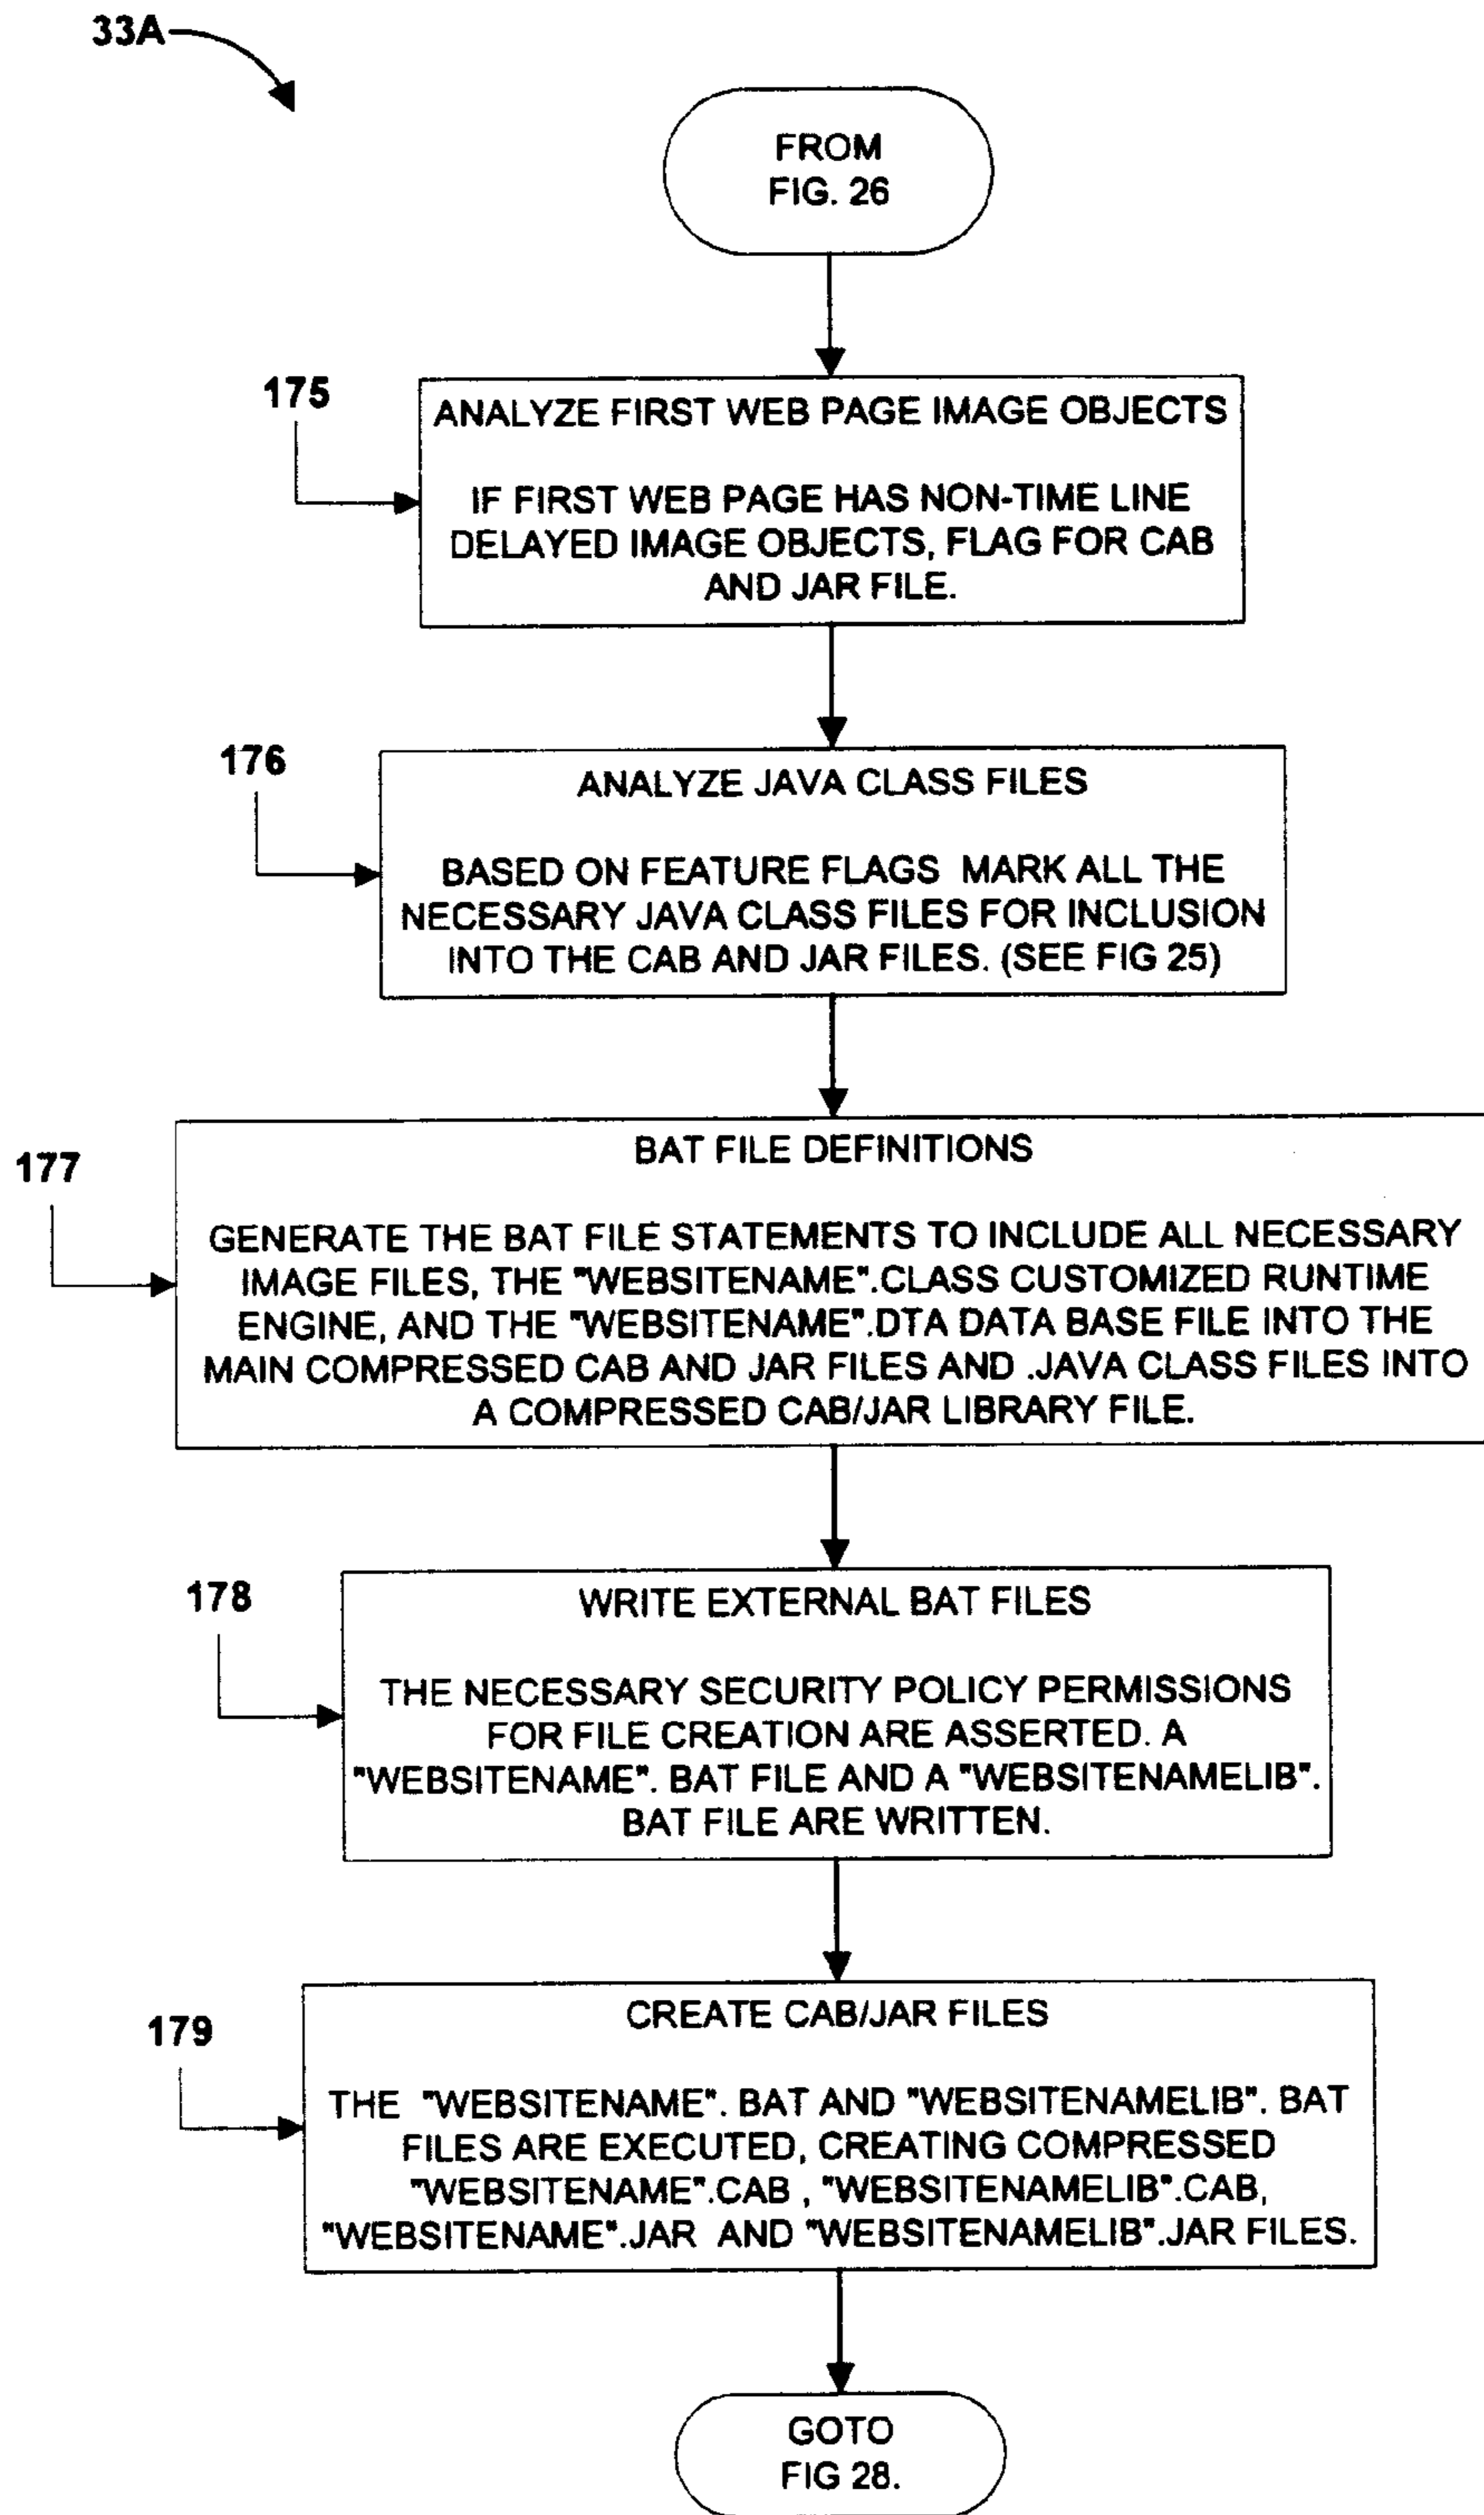 33A
FROM
FIG. 26
175
ANALYZE FIRST WEB PAGE IMAGE OBJECTS
IF FIRST WEB PAGE HAS NON-TIME LINE
DELAYED IMAGE OBJECTS, FLAG FOR CAB
AND JAR FILE.
176
ANALYZE JAVA CLASS FILES
BASED ON FEATURE FLAGS MARK ALL THE
NECESSARY JAVA CLASS FILES FOR INCLUSION
INTO THE CAB AND JAR FILES. (SEE FIG 25)
177
BAT FILE DEFINITIONS
GENERATE THE BAT FILE STATEMENTS TO INCLUDE ALL NECESSARY
IMAGE FILES, THE "WEBSITENAME".CLASS CUSTOMIZED RUNTIME
ENGINE, AND THE "WEBSITENAME".DTA DATA BASE FILE INTO THE
MAIN COMPRESSED CAB AND JAR FILES AND .JAVA CLASS FILES INTO
A COMPRESSED CAB/JAR LIBRARY FILE.
178
WRITE EXTERNAL BAT FILES
THE NECESSARY SECURITY POLICY PERMISSIONS
FOR FILE CREATION ARE ASSERTED. A
"WEBSITENAME". BAT FILE AND A "WEBSITENAMELIB".
BAT FILE ARE WRITTEN.
179
CREATE CAB/JAR FILES
THE "WEBSITENAME". BAT AND "WEBSITENAMELIB". BAT
FILES ARE EXECUTED, CREATING COMPRESSED
"WEBSITENAME".CAB , "WEBSITENAMELIB".CAB,
"WEBSITENAME".JAR AND "WEBSITENAMELIB".JAR FILES.
GOTO
FIG 28.